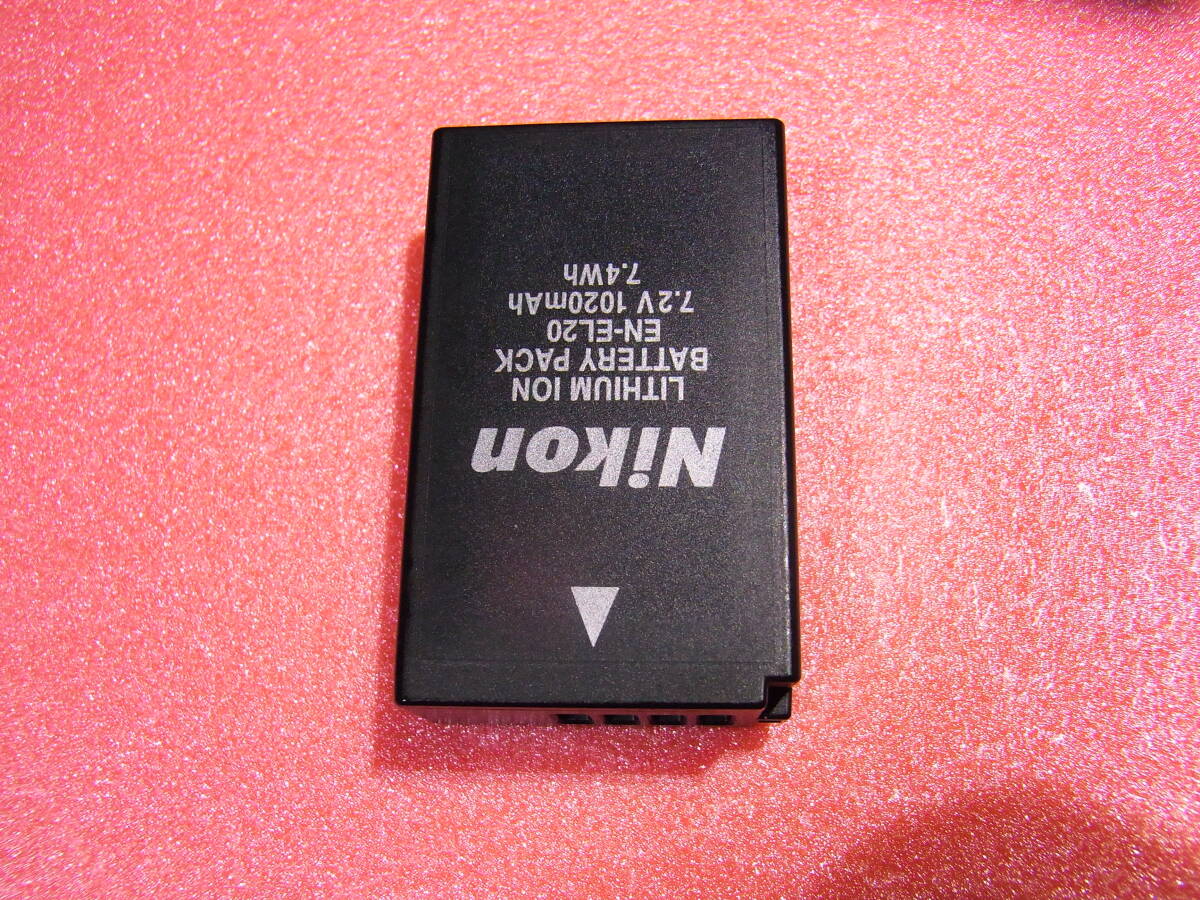 Nikon
LITHIUM ION
BATTERY PACK
EN-EL20
7.2V 1020mAh
7.4Wh